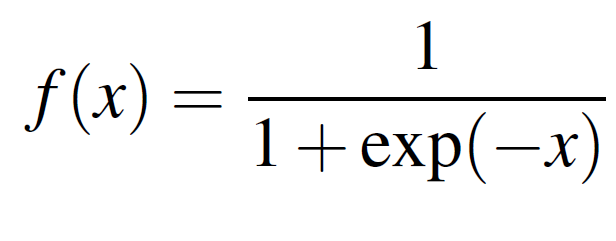 f(x) = 1 / 1 + exp(−x)